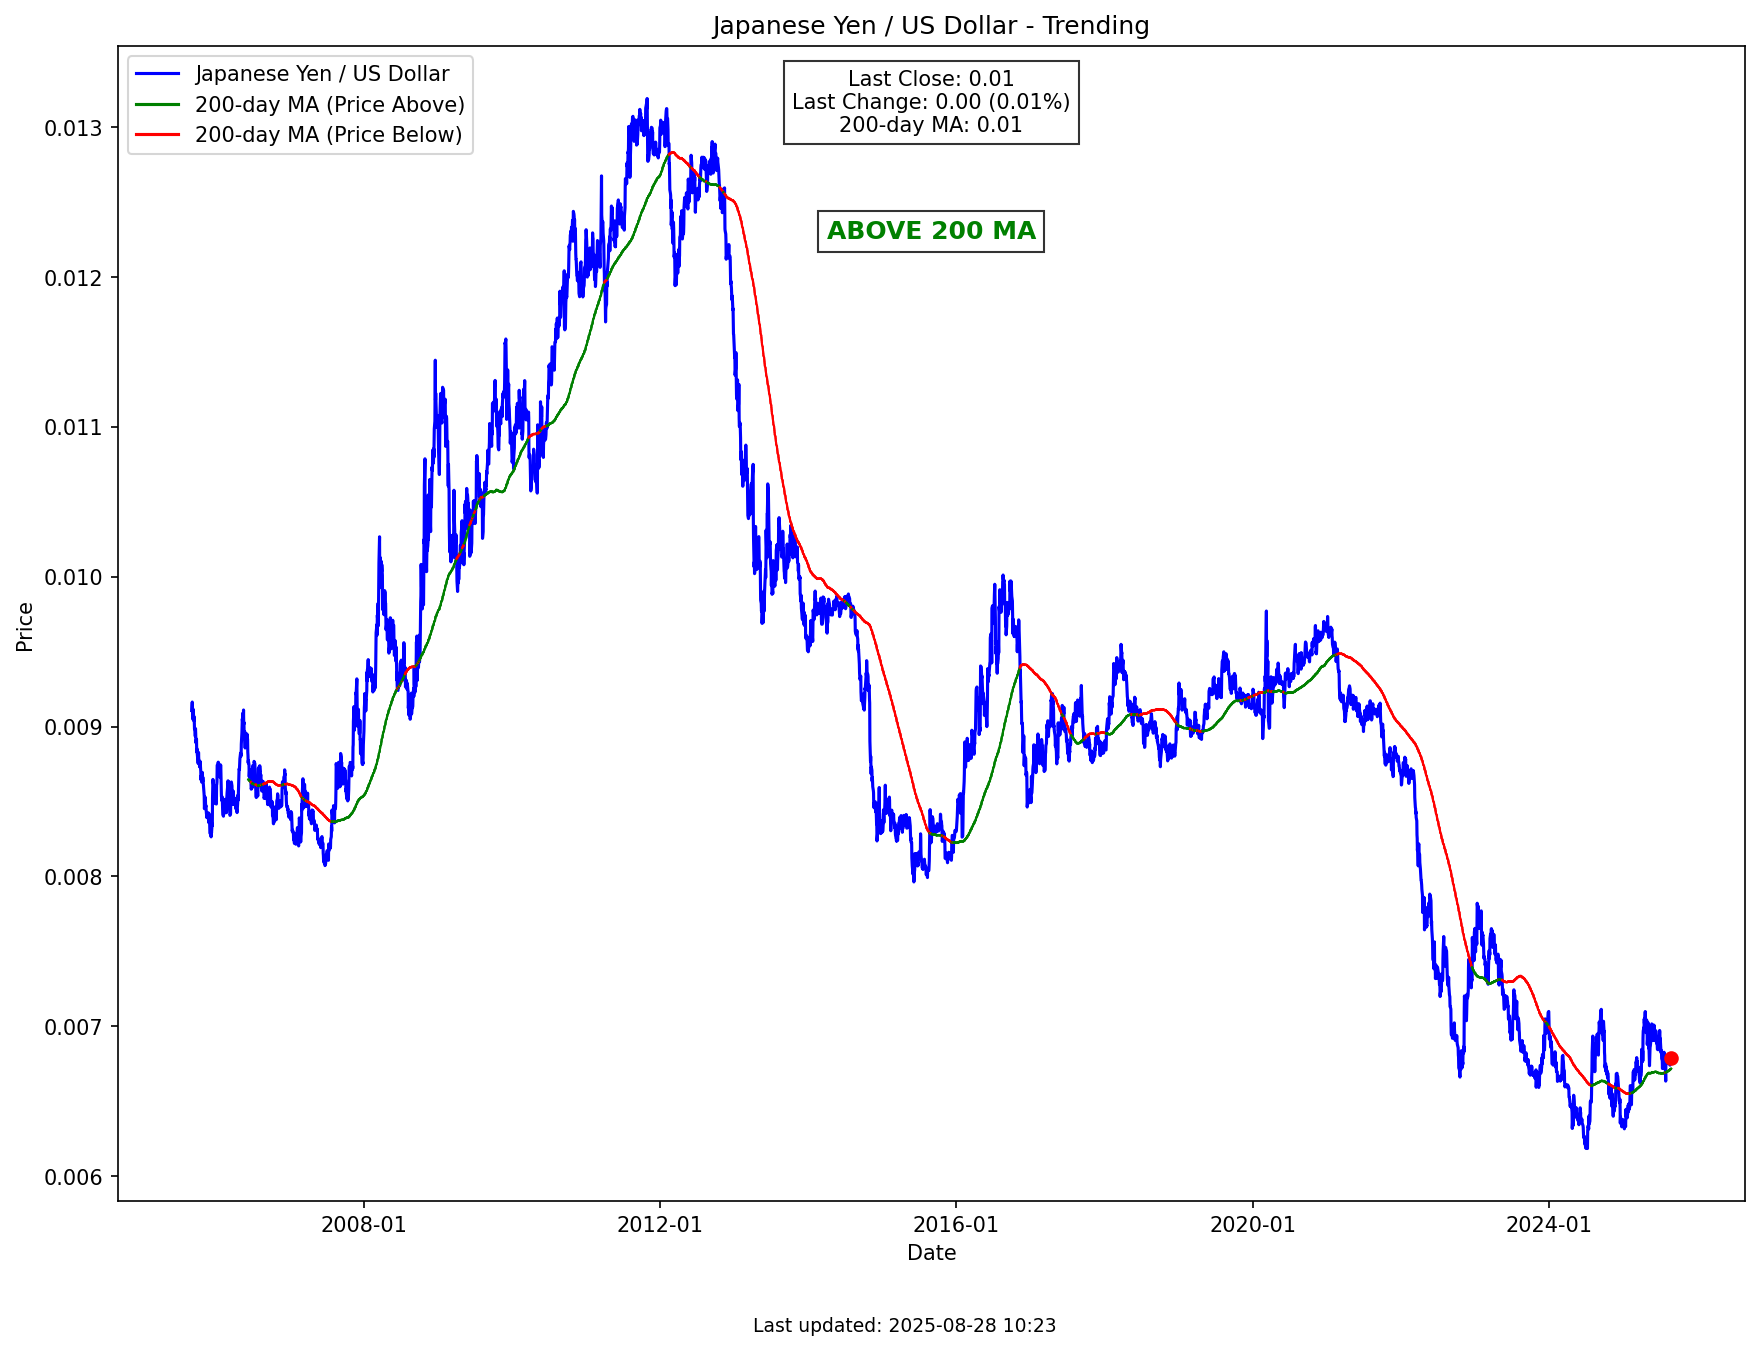 Japanese Yen / US Dollar - Trending
Japanese Yen / US Dollar
200-day MA (Price Above)
200-day MA (Price Below)
Last Close: 0.01
Last Change: 0.00 (0.01%)
200-day MA: 0.01
ABOVE 200 MA
Price
0.013
0.012
0.011
0.010
0.009
0.008
0.007
0.006
2008-01
2012-01
2016-01
2020-01
2024-01
Date
Last updated: 2025-08-28 10:23